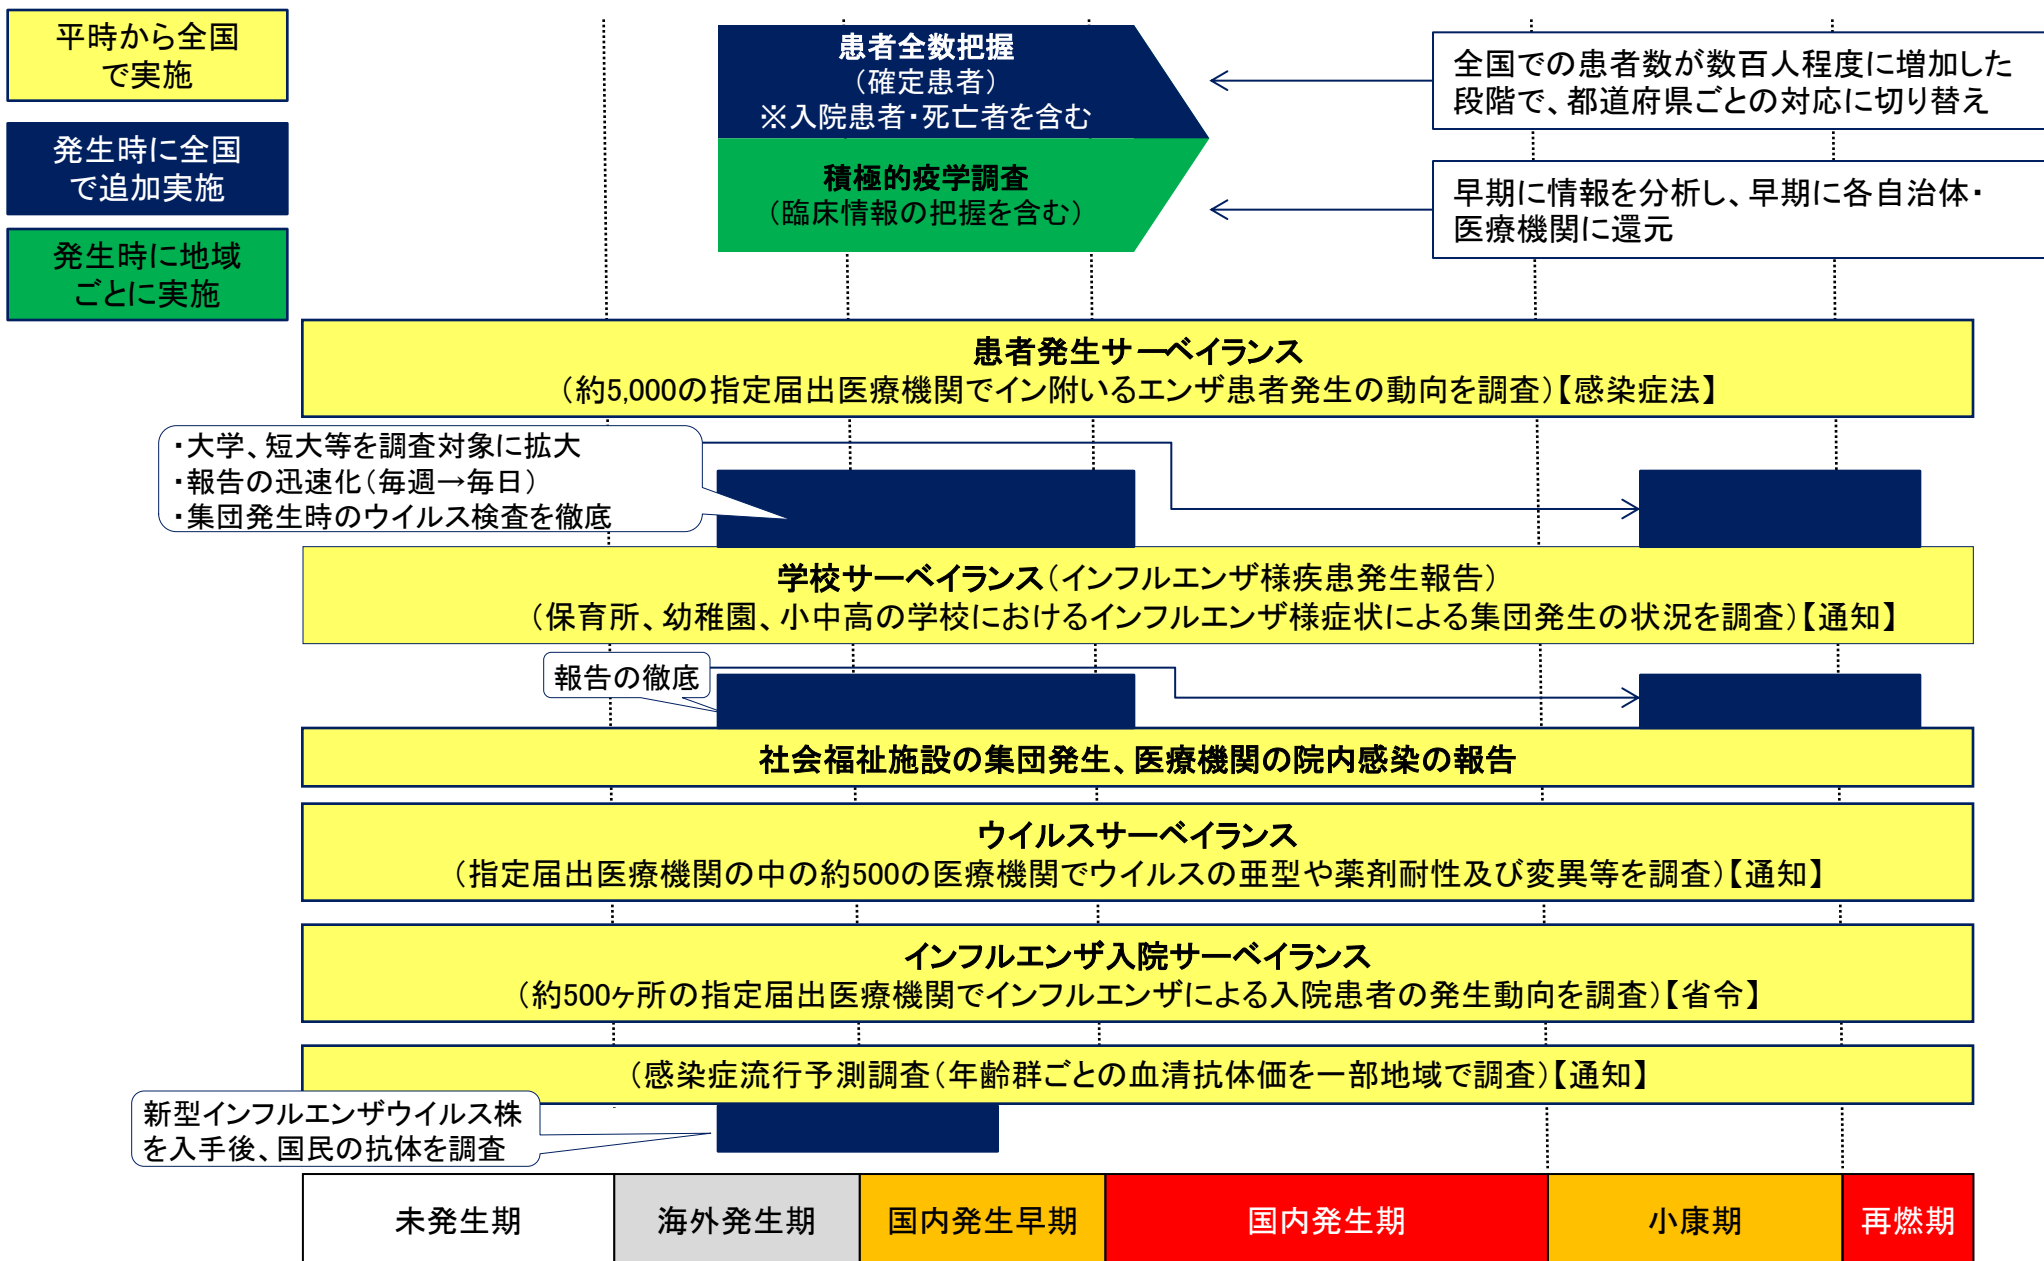 平時から全国
で実施
発生時に全国
で追加実施
発生時に地域
ごとに実施
患者全数把握
（確定患者）
※入院患者・死亡者を含む
積極的疫学調査
（臨床情報の把握を含む）
全国での患者数が数百人程度に増加した
段階で、都道府県ごとの対応に切り替え
早期に情報を分析し、早期に各自治体・
医療機関に還元
患者発生サーベイランス
（約5,000の指定届出医療機関でイン附いるエンザ患者発生の動向を調査）【感染症法】
・大学、短大等を調査対象に拡大
・報告の迅速化（毎週→毎日）
・集団発生時のウイルス検査を徹底
学校サーベイランス（インフルエンザ様疾患発生報告）
（保育所、幼稚園、小中高の学校におけるインフルエンザ様症状による集団発生の状況を調査）【通知】
報告の徹底
社会福祉施設の集団発生、医療機関の院内感染の報告
ウイルスサーベイランス
（指定届出医療機関の中の約500の医療機関でウイルスの亜型や薬剤耐性及び変異等を調査）【通知】
インフルエンザ入院サーベイランス
（約500ヶ所の指定届出医療機関でインフルエンザによる入院患者の発生動向を調査）【省令】
（感染症流行予測調査（年齢群ごとの血清抗体価を一部地域で調査）【通知】
新型インフルエンザウイルス株
を入手後、国民の抗体を調査
未発生期
海外発生期
国内発生早期
国内発生期
小康期
再燃期